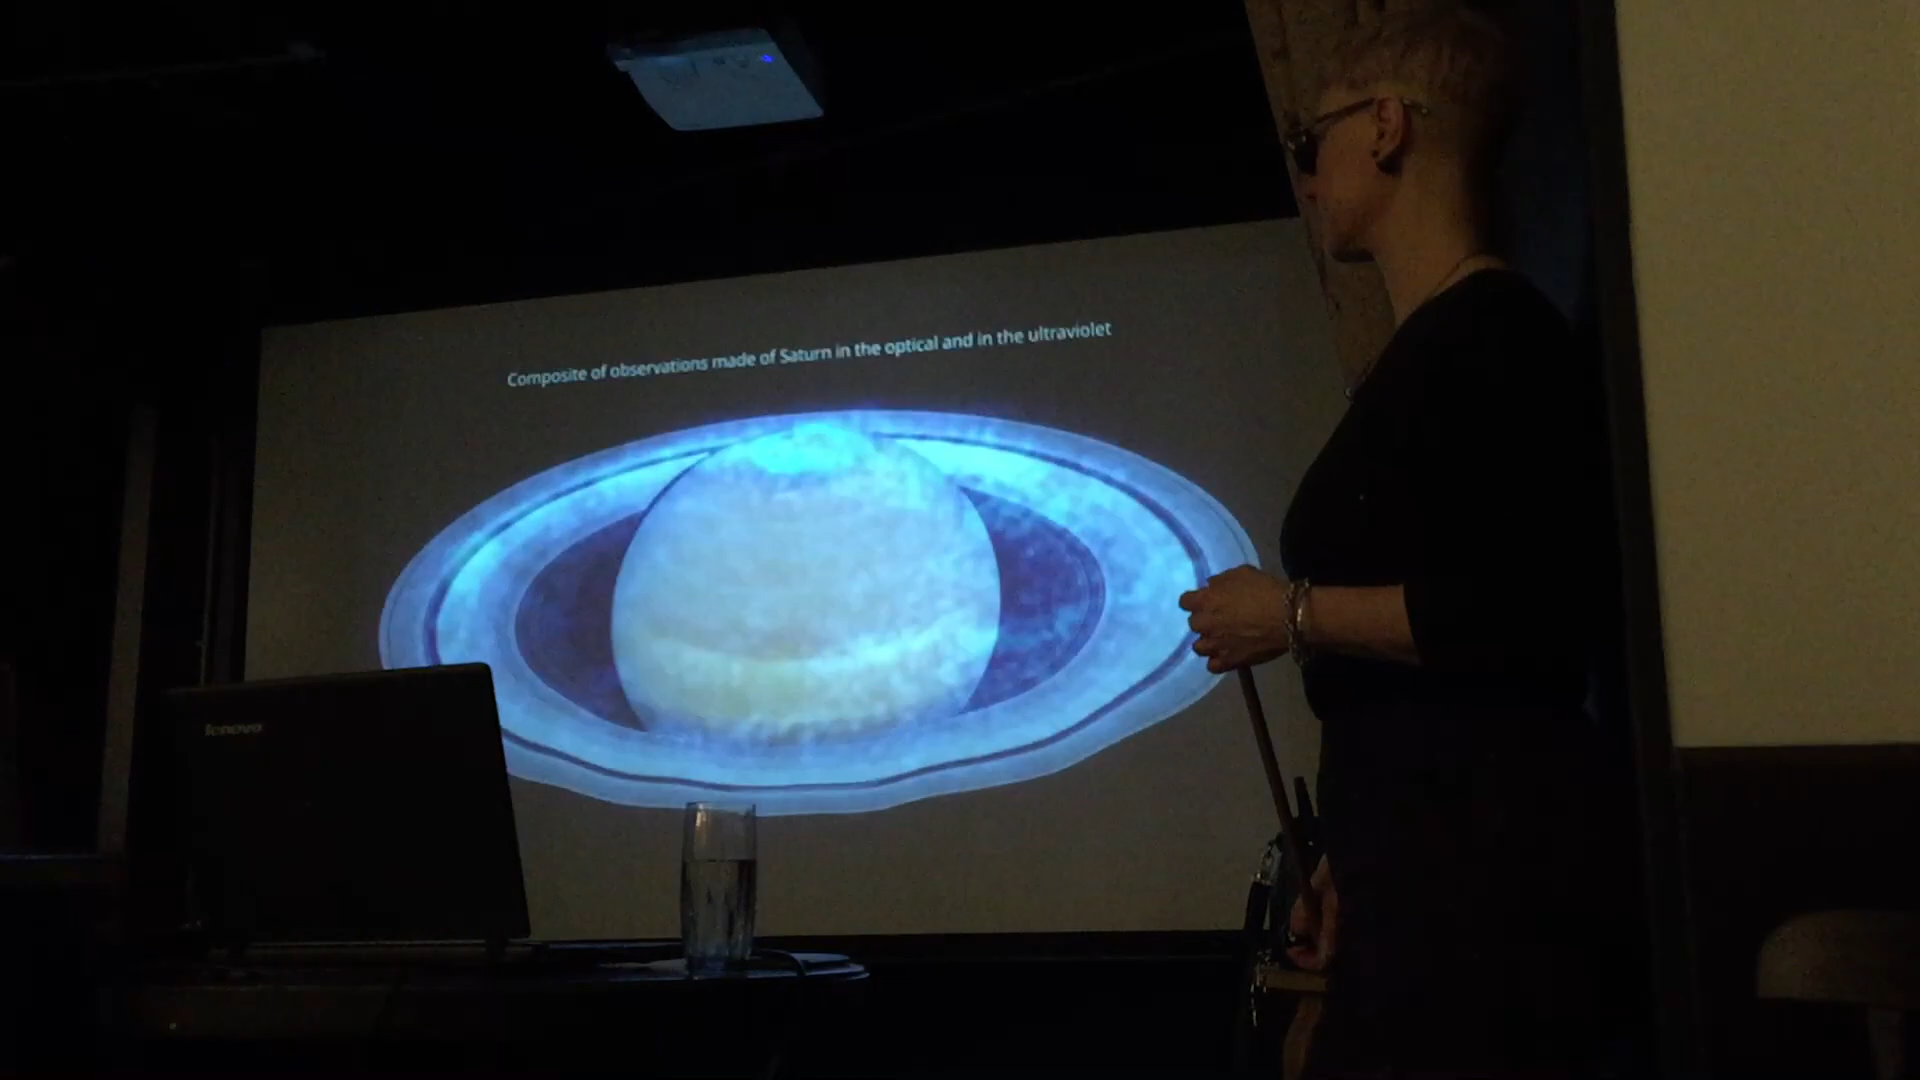 Composite of observations made of Saturn in the optical and in the ultraviolet
lenovo